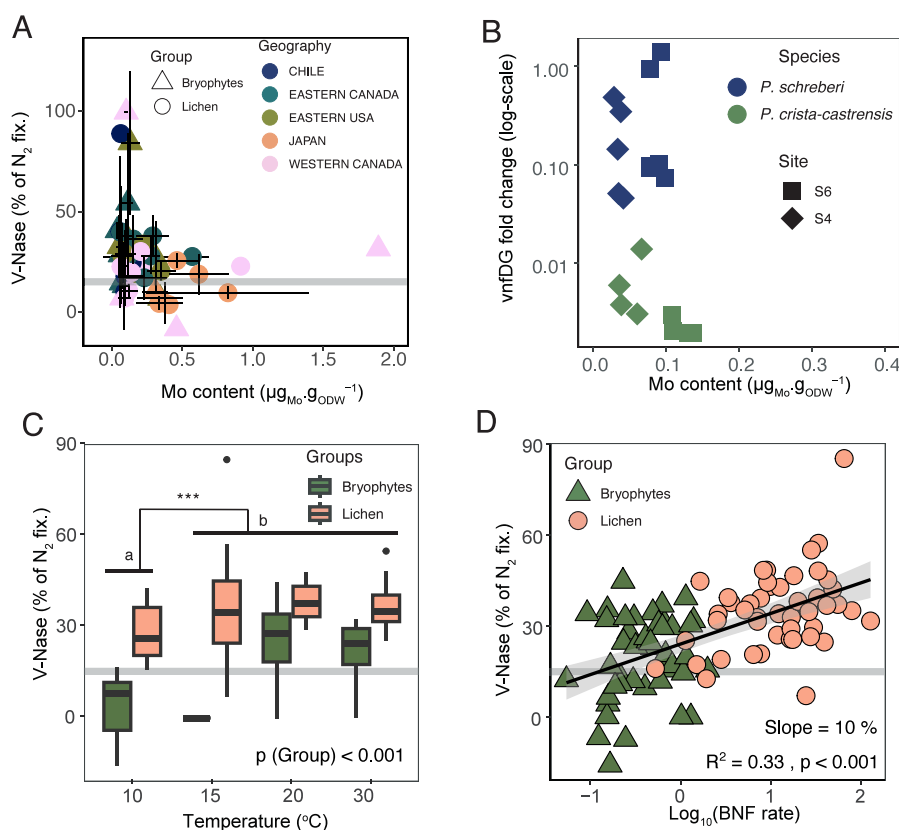 A
V-Nase (% of N₂ fix.)
100
50
0
0.0 0.5 1.0 1.5 2.0
Mo content (µgMo.gODW⁻¹)
Group
Bryophytes
Lichen
Geography
CHILE
EASTERN CANADA
EASTERN USA
JAPAN
WESTERN CANADA
B
vnfDG fold change (log-scale)
1.00
0.10
0.01
0.0 0.1 0.2 0.3 0.4
Mo content (µgMo.gODW⁻¹)
Species
P. schreberi
P. crista-castrensis
Site
S6
S4
C
V-Nase (% of N₂ fix.)
90
60
30
0
10 15 20 30
Temperature (°C)
Groups
Bryophytes
Lichen
***
a
b
p (Group) < 0.001
D
V-Nase (% of N₂ fix.)
90
60
30
0
−1 0 1 2
Log₁₀(BNF rate)
Group
Bryophytes
Lichen
Slope = 10 %
R² = 0.33 , p < 0.001